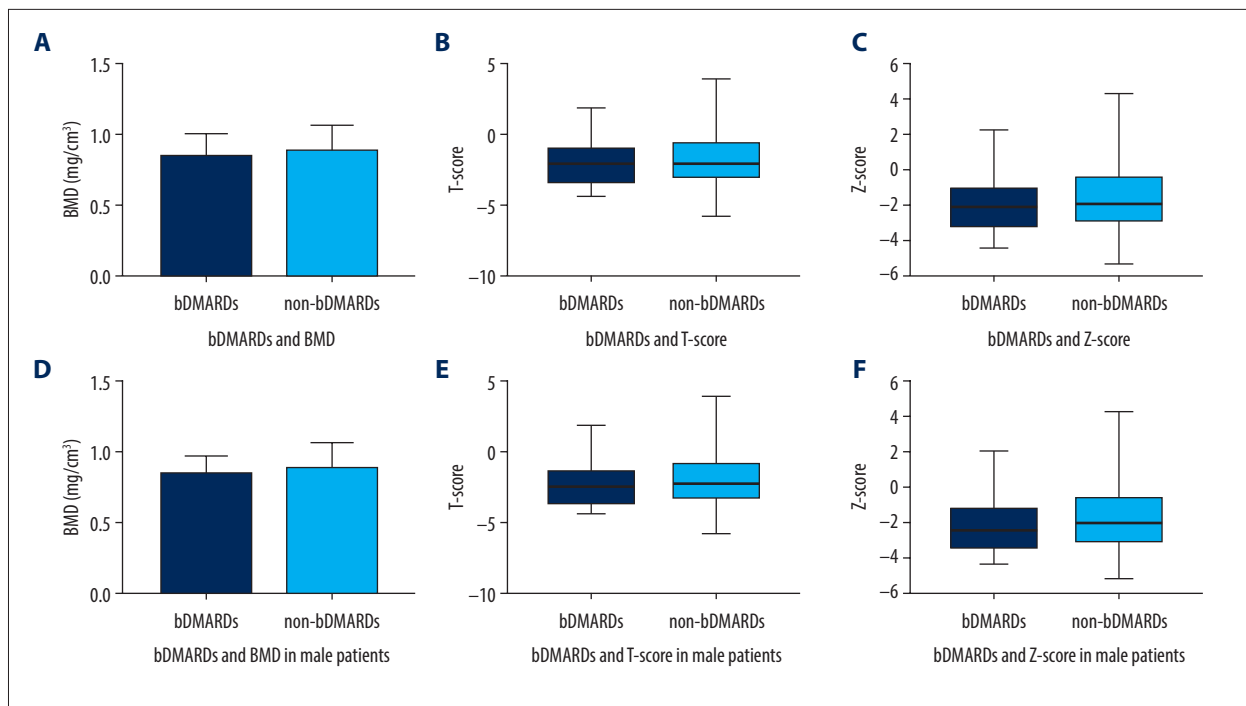 A
BMD (mg/cm³)
1.5
1.0
0.5
0.0
bDMARDs
non-bDMARDs
bDMARDs and BMD
B
T-score
5
0
−5
−10
bDMARDs
non-bDMARDs
bDMARDs and T-score
C
Z-score
6
4
2
0
−2
−4
−6
bDMARDs
non-bDMARDs
bDMARDs and Z-score
D
BMD (mg/cm³)
1.5
1.0
0.5
0.0
bDMARDs
non-bDMARDs
bDMARDs and BMD in male patients
E
T-score
5
0
−5
−10
bDMARDs
non-bDMARDs
bDMARDs and T-score in male patients
F
Z-score
6
4
2
0
−2
−4
−6
bDMARDs
non-bDMARDs
bDMARDs and Z-score in male patients